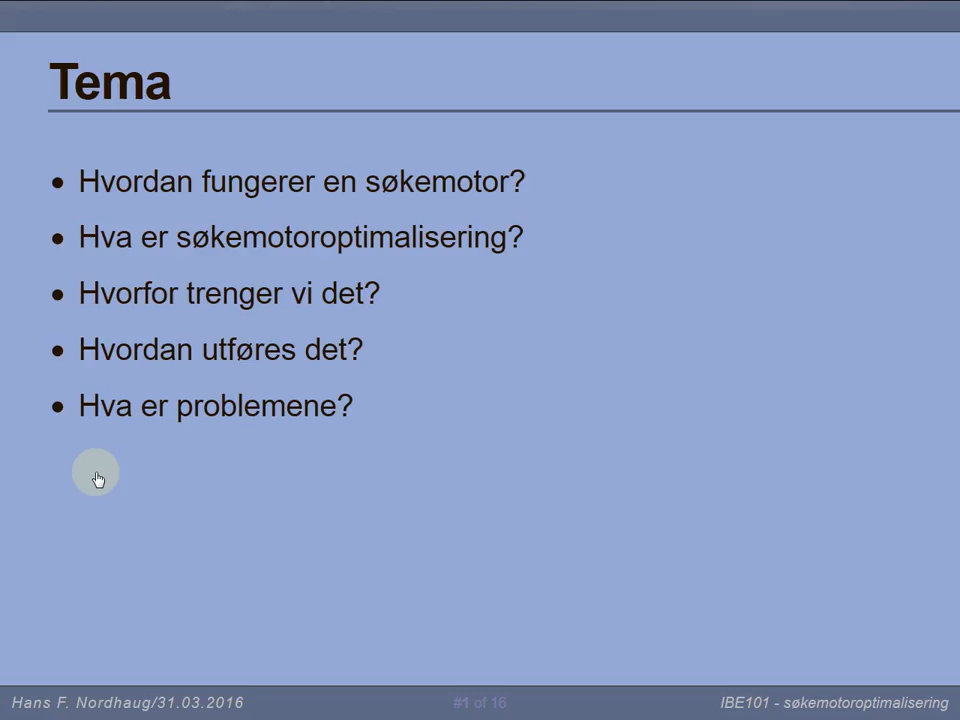 Tema
• Hvordan fungerer en søkemotor?
• Hva er søkemotoroptimalisering?
• Hvorfor trenger vi det?
• Hvordan utføres det?
• Hva er problemene?
Hans F. Nordhaug/31.03.2016
#1 of 16
IBE101 - søkemotoroptimalisering